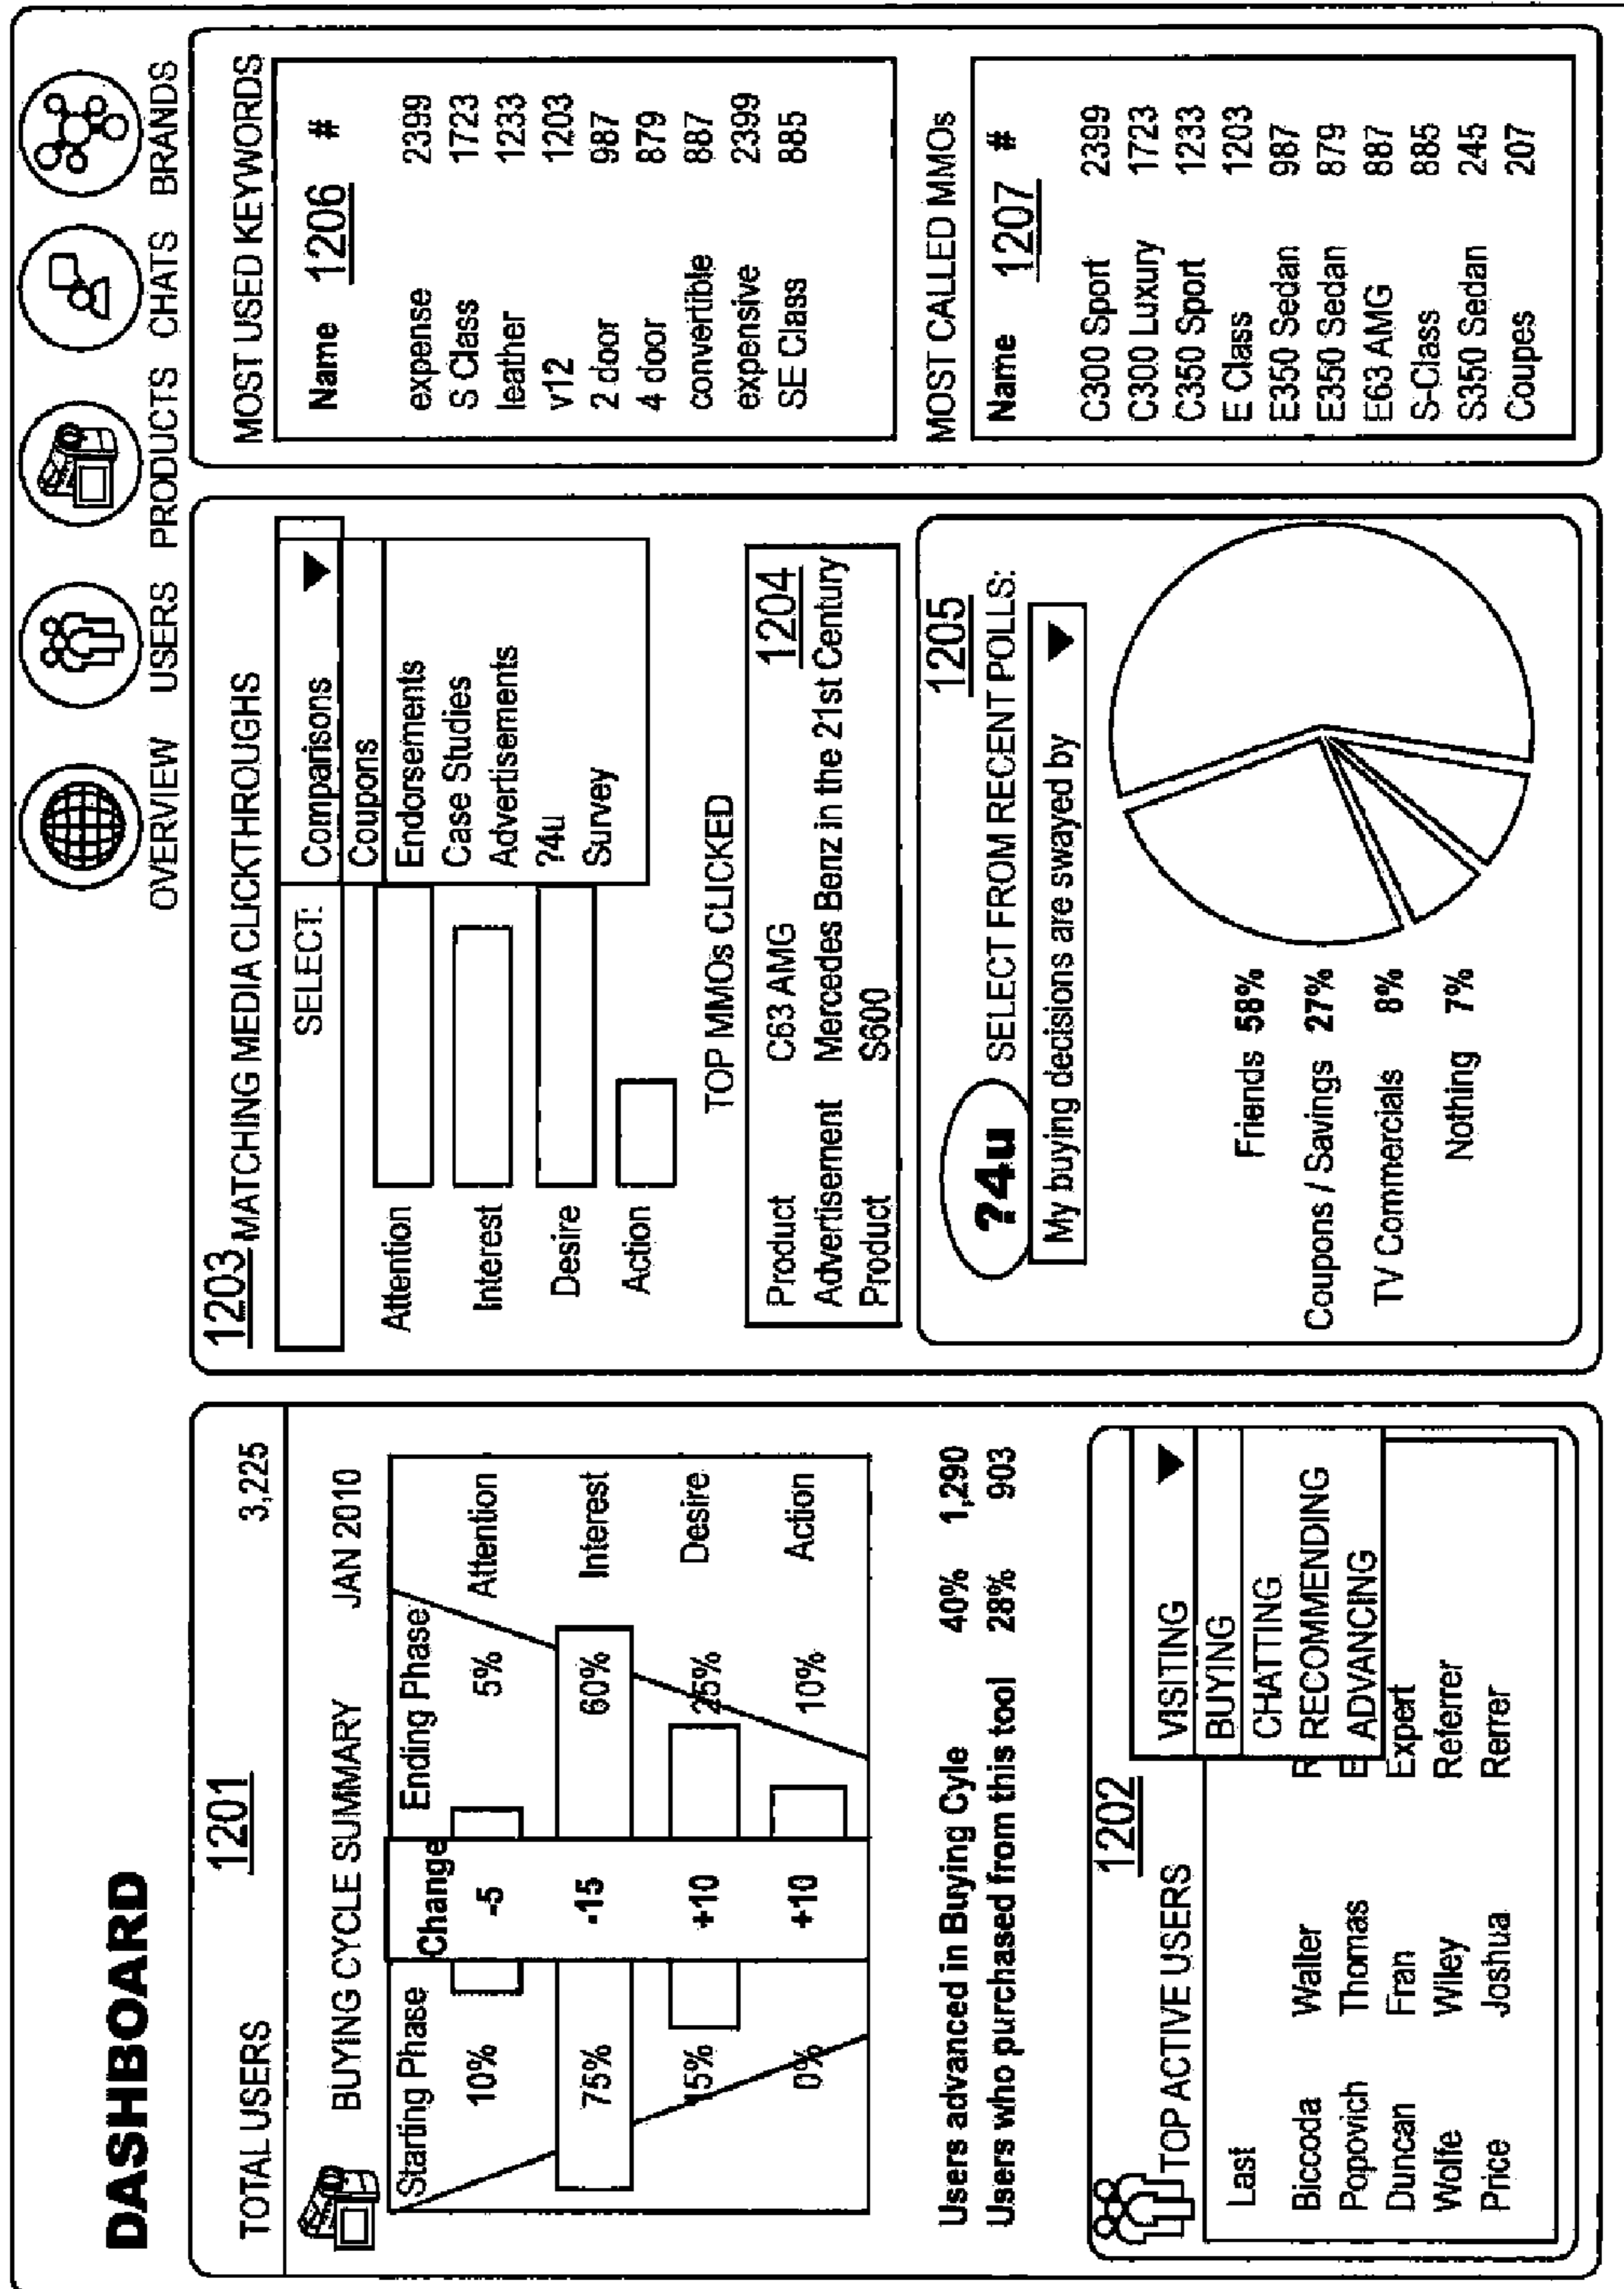 DASHBOARD
OVERVIEW USERS PRODUCTS CHATS BRANDS
1201
TOTAL USERS 3,225
BUYING CYCLE SUMMARY JAN 2010
Starting Phase Change Ending Phase
10% -5 5% Attention
75% -15 60% Interest
15% +10 25% Desire
0% +10 10% Action
Users advanced in Buying Cyle 40% 1,290
Users who purchased from this tool 28% 903
1202
TOP ACTIVE USERS
VISITING
BUYING
CHATTING
RECOMMENDING
ADVANCING
Last
Biccoda Walter R
Popovich Thomas E
Duncan Fran Expert
Wolfe Wiley Referrer
Price Joshua Rerrer
1203 MATCHING MEDIA CLICKTHROUGHS
SELECT: Comparisons
Coupons
Endorsements
Case Studies
Advertisements
?4u
Survey
Attention
Interest
Desire
Action
TOP MMOs CLICKED
1204
Product C63 AMG
Advertisement Mercedes Benz in the 21st Century
Product S600
1205
?4u SELECT FROM RECENT POLLS:
My buying decisions are swayed by
Friends 58%
Coupons / Savings 27%
TV Commercials 8%
Nothing 7%
MOST USED KEYWORDS
Name 1206 #
expense 2399
S Class 1723
leather 1233
v12 1203
2 door 987
4 door 879
convertible 887
expensive 2399
SE Class 885
MOST CALLED MMOs
Name 1207 #
C300 Sport 2399
C300 Luxury 1723
C350 Sport 1233
E Class 1203
E350 Sedan 987
E350 Sedan 879
E63 AMG 887
S-Class 885
S350 Sedan 245
Coupes 207